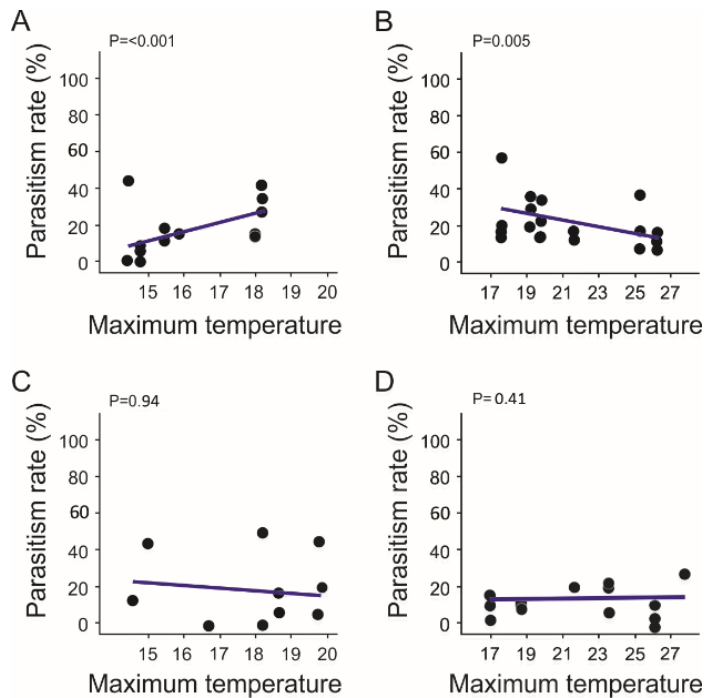 A
P=<0.001
Parasitism rate (%)
100
80
60
40
20
0
15 16 17 18 19 20
Maximum temperature
B
P=0.005
Parasitism rate (%)
100
80
60
40
20
0
17 19 21 23 25 27
Maximum temperature
C
P=0.94
Parasitism rate (%)
100
80
60
40
20
0
15 16 17 18 19 20
Maximum temperature
D
P= 0.41
Parasitism rate (%)
100
80
60
40
20
0
17 19 21 23 25 27
Maximum temperature